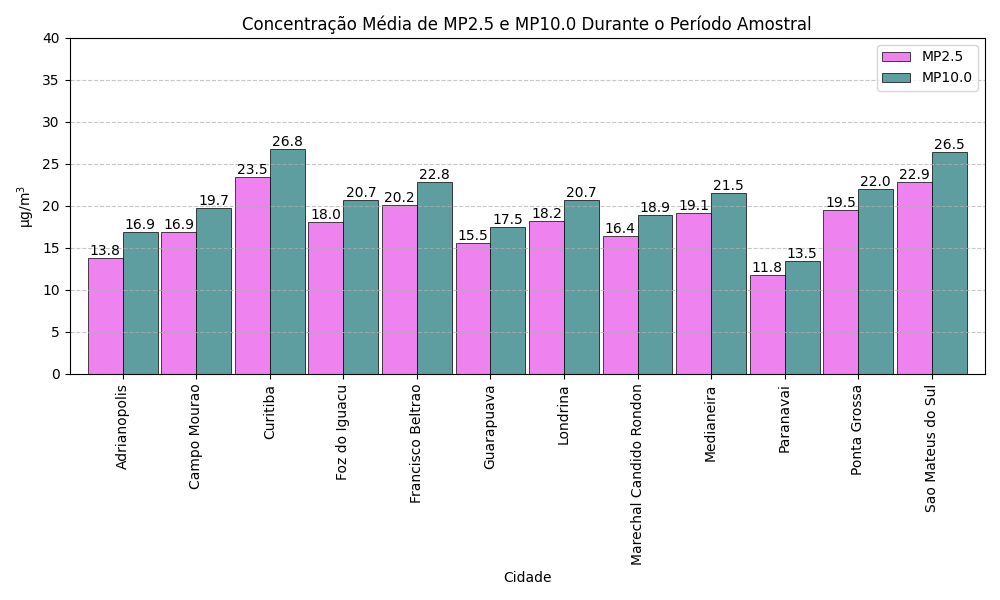 Concentração Média de MP2.5 e MP10.0 Durante o Período Amostral
MP2.5
MP10.0
µg/m³
40
35
30
25
20
15
10
5
0
13.8 16.9
16.9 19.7
23.5 26.8
18.0 20.7
20.2 22.8
15.5 17.5
18.2 20.7
16.4 18.9
19.1 21.5
11.8 13.5
19.5 22.0
22.9 26.5
Adrianopolis
Campo Mourao
Curitiba
Foz do Iguacu
Francisco Beltrao
Guarapuava
Londrina
Marechal Candido Rondon
Medianeira
Paranavai
Ponta Grossa
Sao Mateus do Sul
Cidade